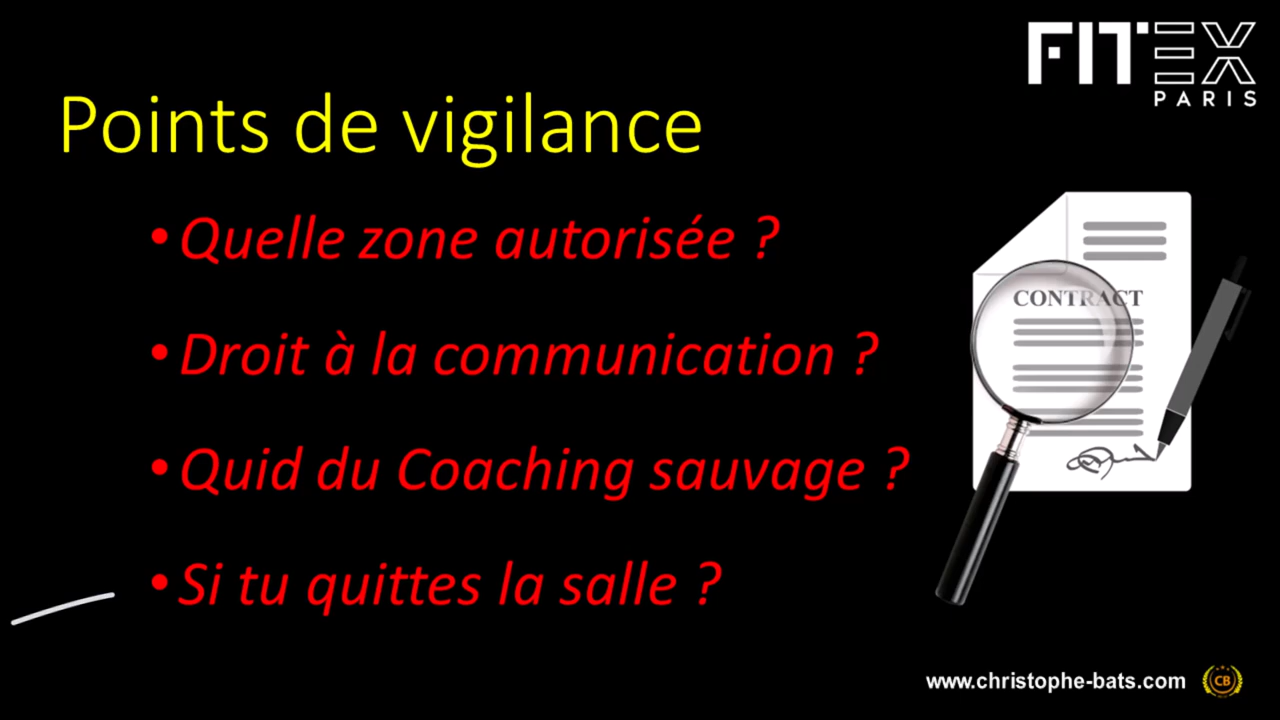 FITEX
PARIS
Points de vigilance
• Quelle zone autorisée ?
• Droit à la communication ?
• Quid du Coaching sauvage ?
• Si tu quittes la salle ?
CONTRACT
www.christophe-bats.com
CB